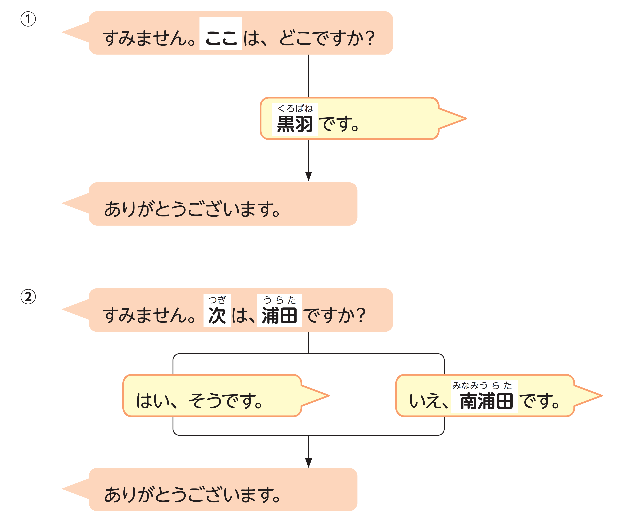 ①
すみません。ここは、どこですか？
くろばね
黒羽です。
ありがとうございます。
②
つぎ うらた
すみません。次は、浦田ですか？
はい、そうです。
みなみうらた
いえ、南浦田です。
ありがとうございます。